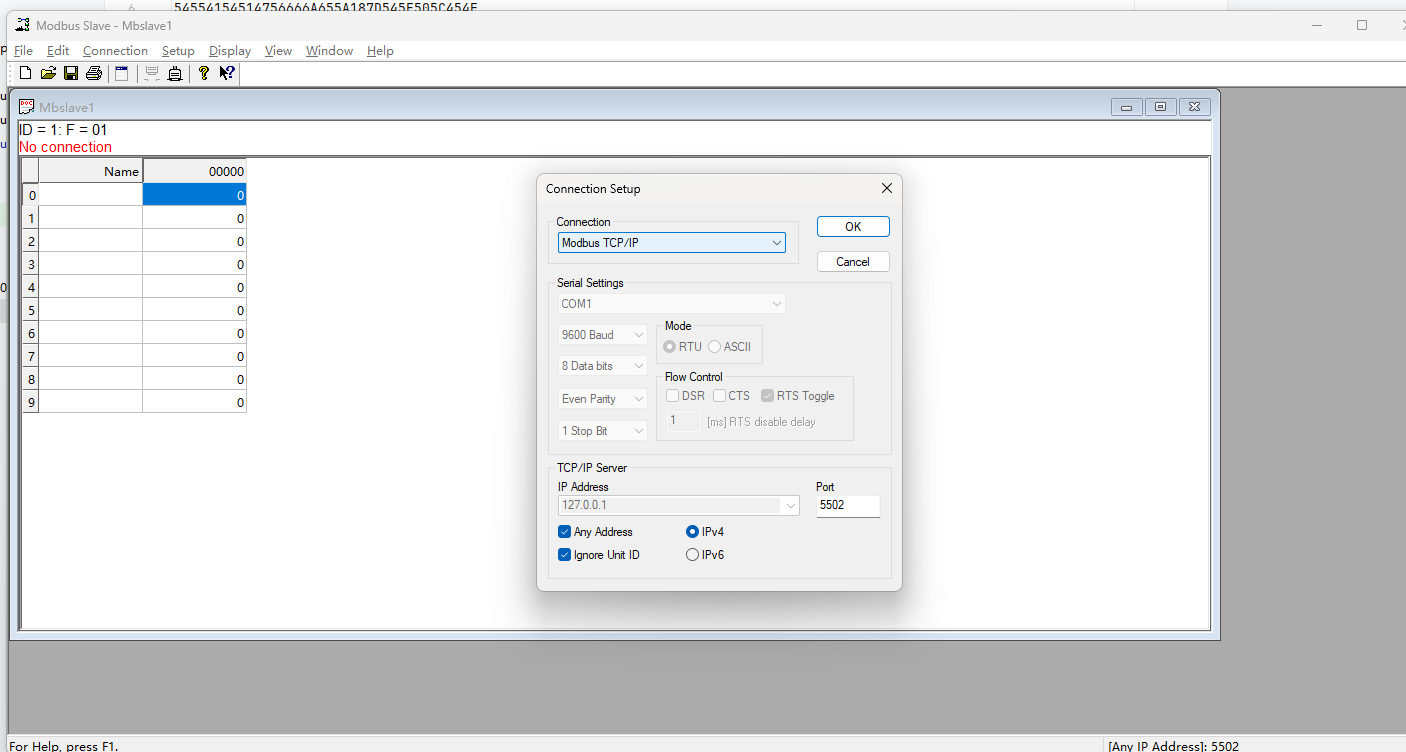 Modbus Slave - Mbslave1
File Edit Connection Setup Display View Window Help
Mbslave1
ID = 1: F = 01
No connection
Name 00000
0 0
1 0
2 0
3 0
4 0
5 0
6 0
7 0
8 0
9 0
Connection Setup
Connection
Modbus TCP/IP
OK
Cancel
Serial Settings
COM1
9600 Baud
Mode
RTU ASCII
8 Data bits
Flow Control
DSR CTS RTS Toggle
Even Parity
1 [ms] RTS disable delay
1 Stop Bit
TCP/IP Server
IP Address Port
127.0.0.1 5502
Any Address IPv4
Ignore Unit ID IPv6
For Help, press F1. [Any IP Address]: 5502